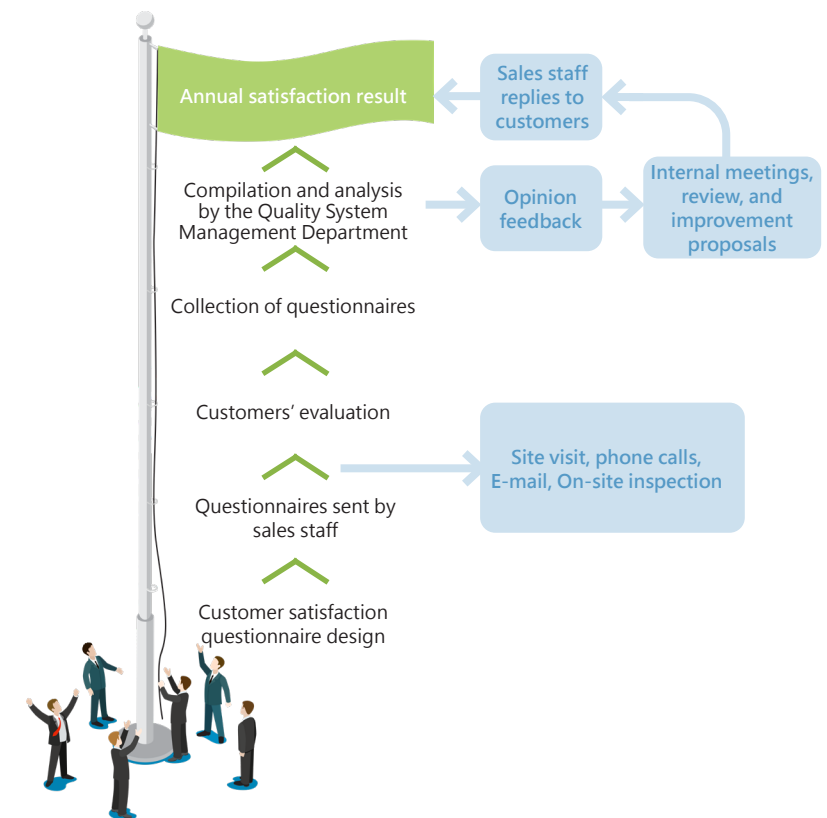 Annual satisfaction result
Sales staff
replies to
customers
Internal meetings,
review, and
improvement
proposals
Opinion
feedback
Compilation and analysis
by the Quality System
Management Department
Collection of questionnaires
Customers’ evaluation
Site visit, phone calls,
E-mail, On-site inspection
Questionnaires sent by
sales staff
Customer satisfaction
questionnaire design